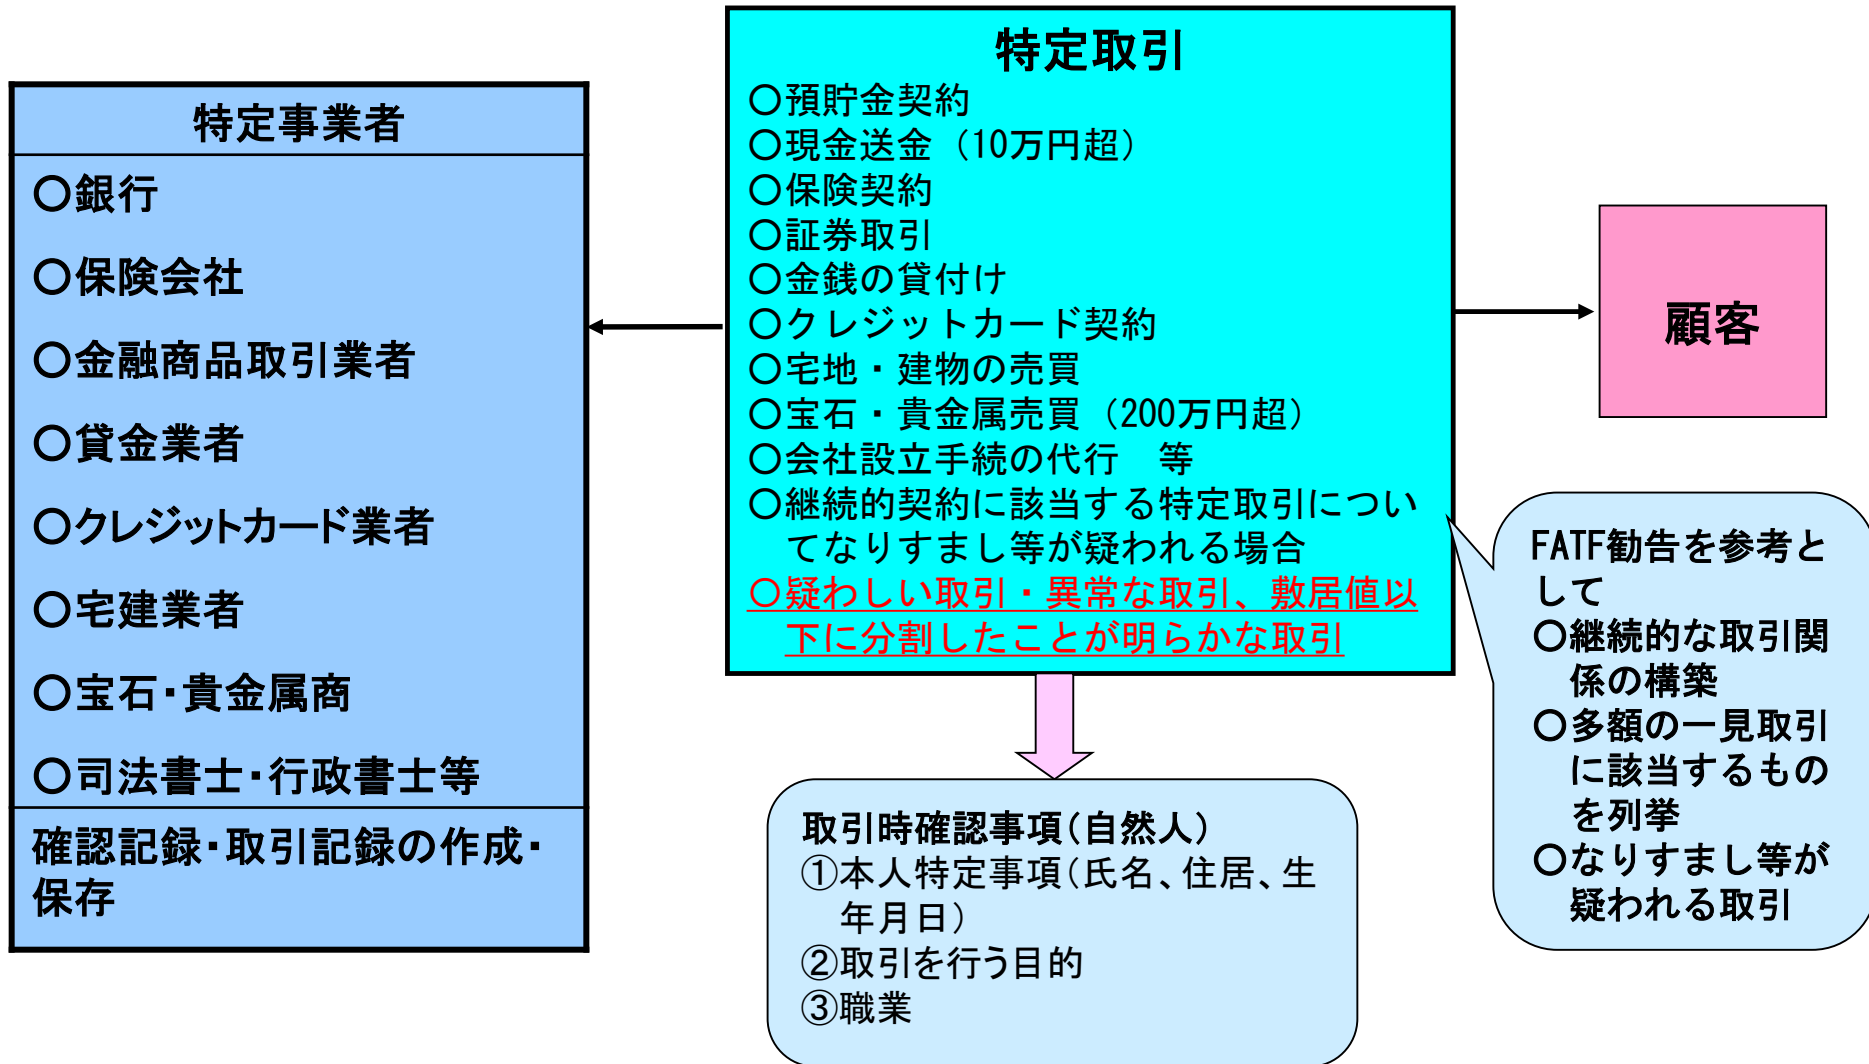 特定事業者
○銀行
○保険会社
○金融商品取引業者
○貸金業者
○クレジットカード業者
○宅建業者
○宝石・貴金属商
○司法書士・行政書士等
確認記録・取引記録の作成・
保存
特定取引
○預貯金契約
○現金送金（10万円超）
○保険契約
○証券取引
○金銭の貸付け
○クレジットカード契約
○宅地・建物の売買
○宝石・貴金属売買（200万円超）
○会社設立手続の代行　等
○継続的契約に該当する特定取引につい
てなりすまし等が疑われる場合
○疑わしい取引・異常な取引、敷居値以
下に分割したことが明らかな取引
顧客
FATF勧告を参考と
して
○継続的な取引関
係の構築
○多額の一見取引
に該当するもの
を列挙
○なりすまし等が
疑われる取引
取引時確認事項（自然人）
①本人特定事項（氏名、住居、生
年月日）
②取引を行う目的
③職業